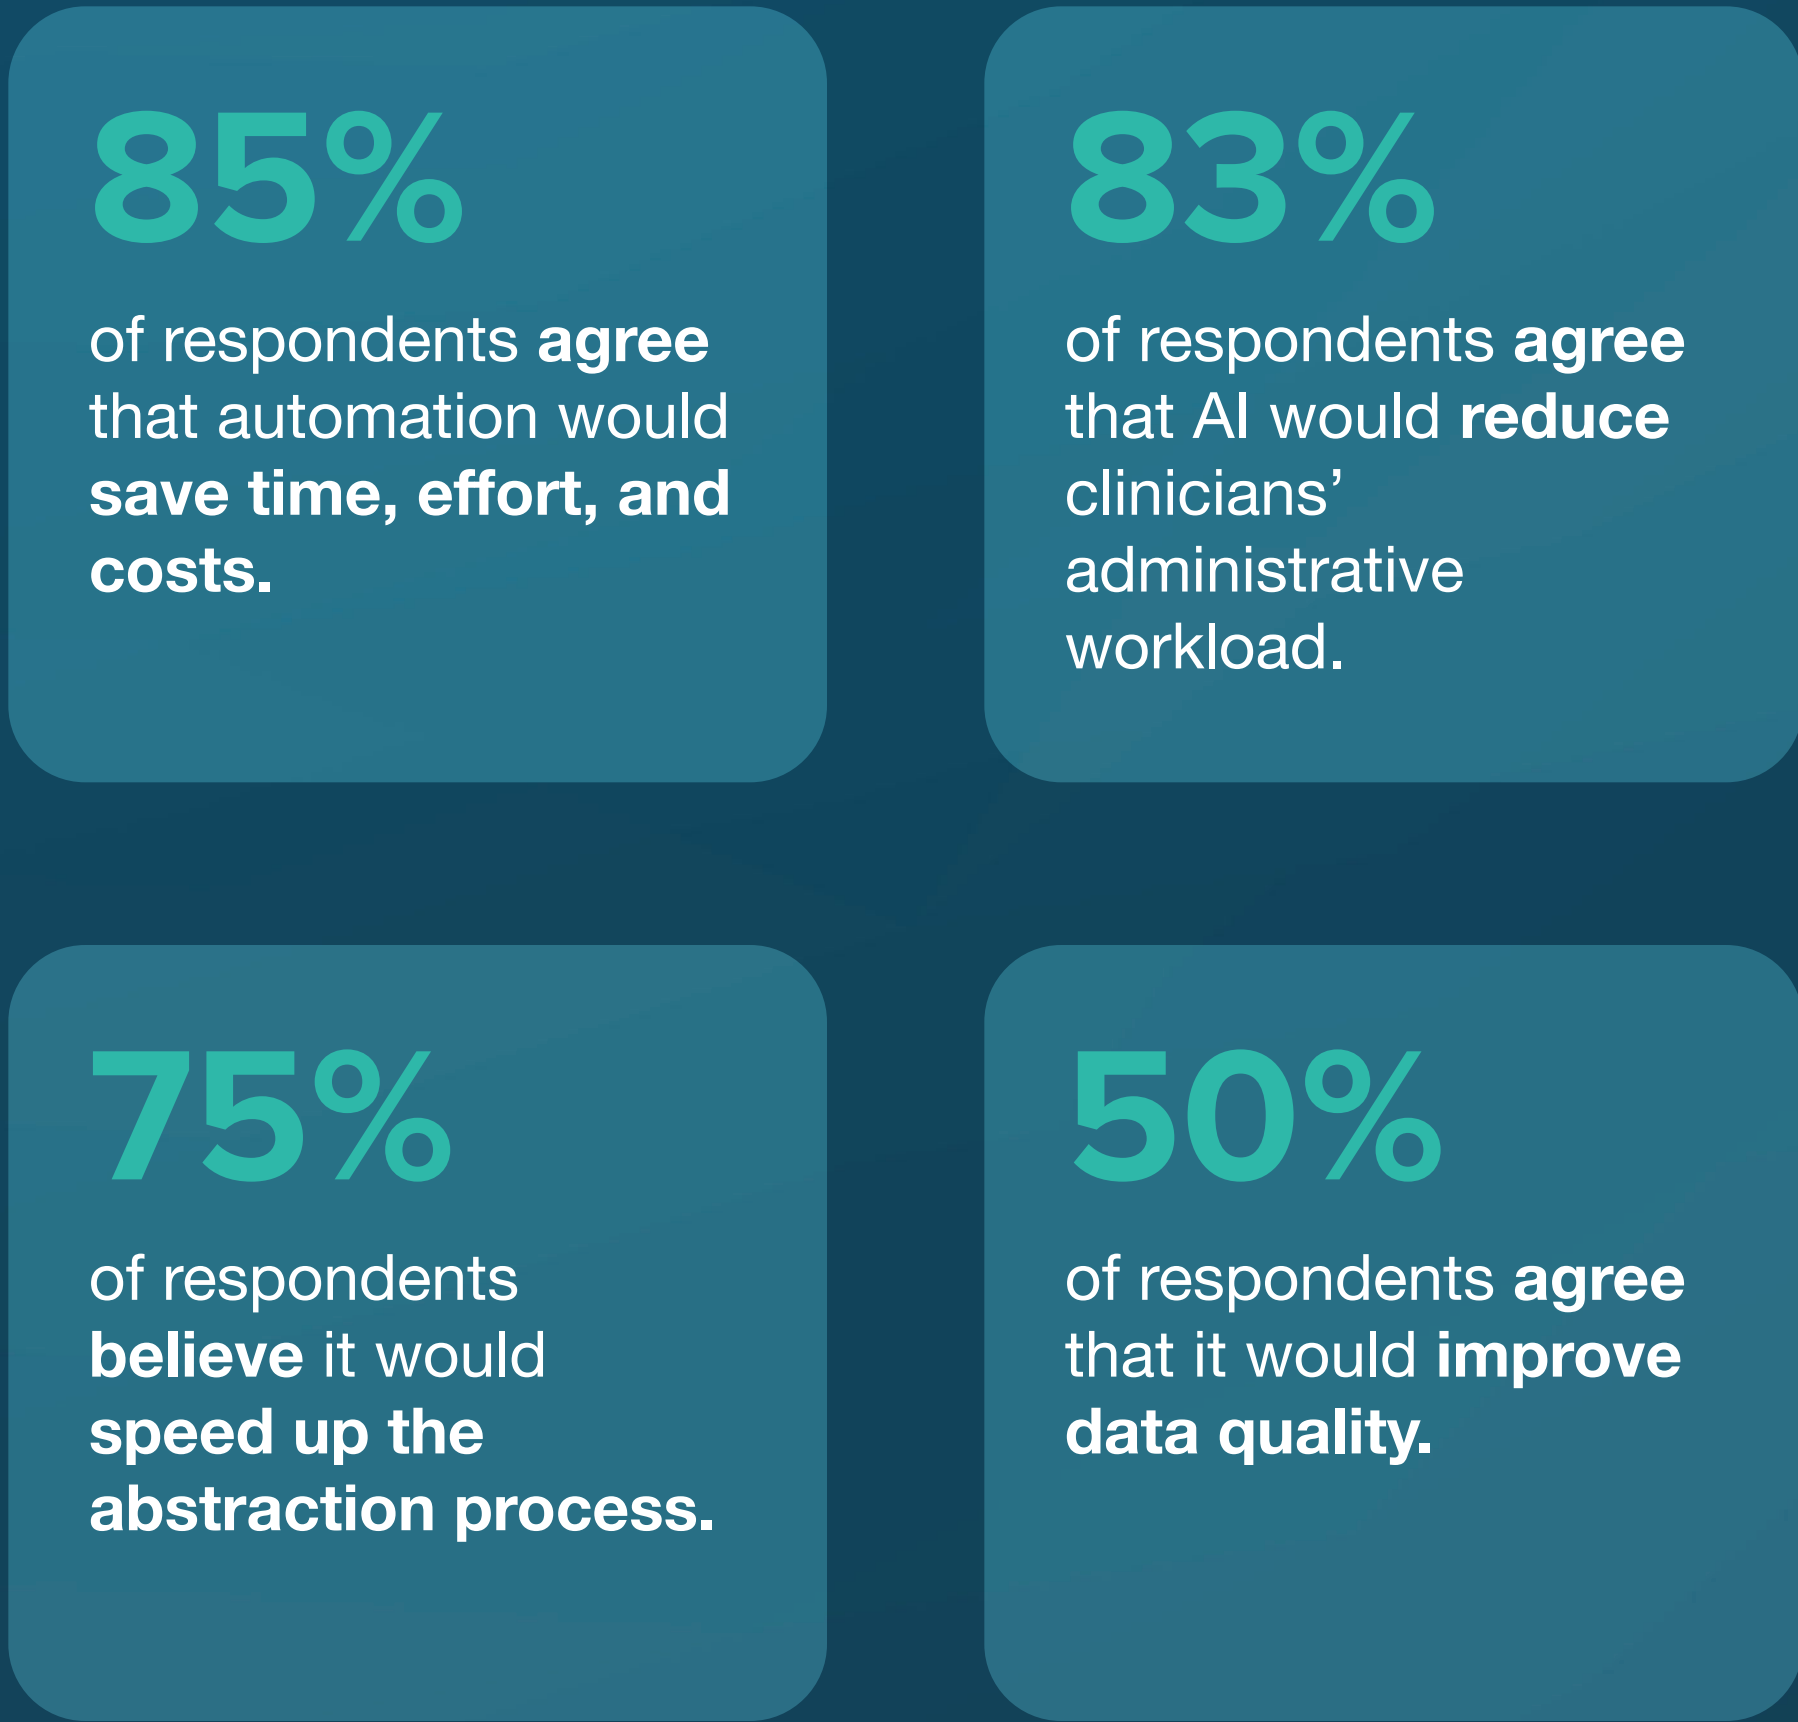 85%
of respondents agree
that automation would
save time, effort, and
costs.
83%
of respondents agree
that AI would reduce
clinicians’
administrative
workload.
75%
of respondents
believe it would
speed up the
abstraction process.
50%
of respondents agree
that it would improve
data quality.